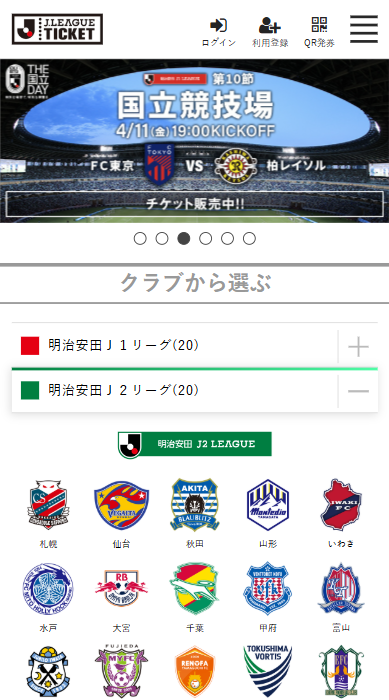 J.LEAGUE
TICKET
ログイン
利用登録
QR発券
THE
国立
DAY
第10節
国立競技場
4/11(金)19:00KICKOFF
FC東京 VS 柏レイソル
チケット販売中!!
クラブから選ぶ
明治安田Ｊ１リーグ(20)
明治安田Ｊ２リーグ(20)
明治安田 J2 LEAGUE
札幌
仙台
秋田
山形
いわき
水戸
大宮
千葉
甲府
富山
VEGALTA
AKITA
BLAUBLITZ
Montedio
IWAKI
FC
RB
FUJIEDA
MYFC
RENOFA
TOKUSHIMA
VORTIS